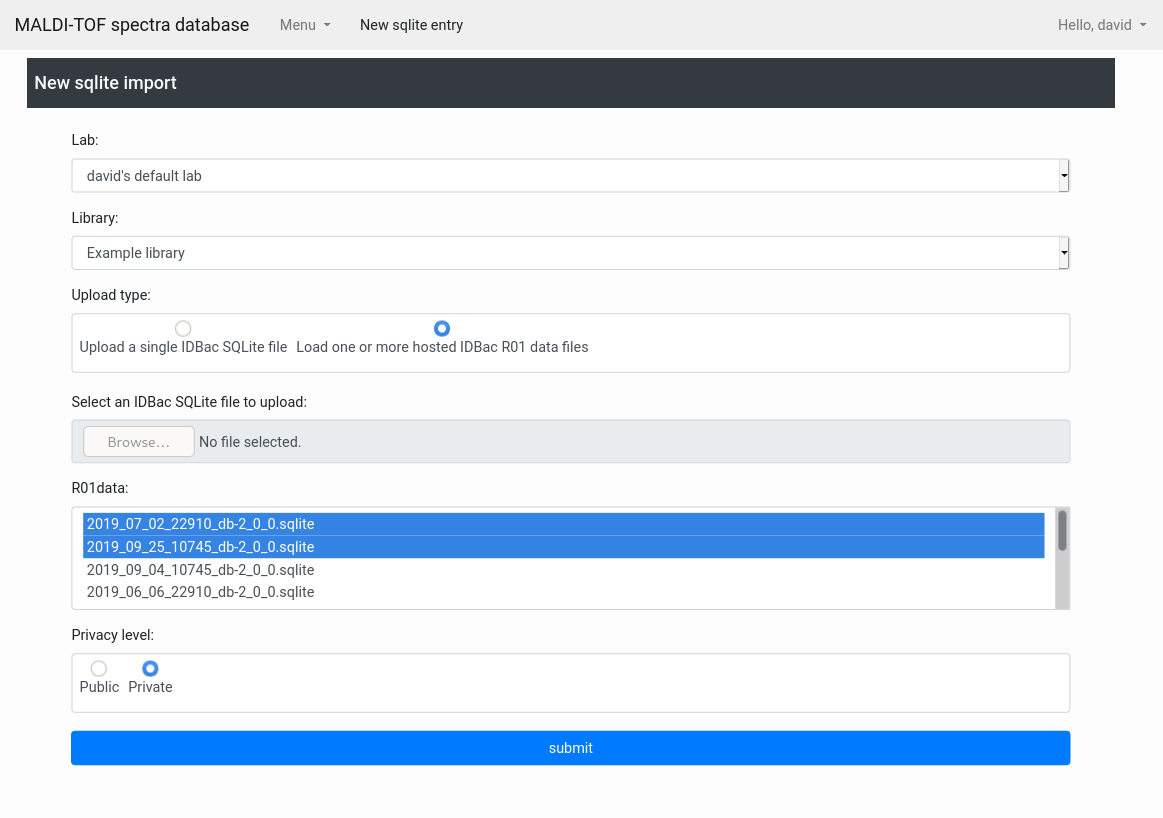 MALDI-TOF spectra database Menu New sqlite entry Hello, david
New sqlite import
Lab:
david's default lab
Library:
Example library
Upload type:
Upload a single IDBac SQLite file Load one or more hosted IDBac R01 data files
Select an IDBac SQLite file to upload:
Browse... No file selected.
R01data:
2019_07_02_22910_db-2_0_0.sqlite
2019_09_25_10745_db-2_0_0.sqlite
2019_09_04_10745_db-2_0_0.sqlite
2019_06_06_22910_db-2_0_0.sqlite
Privacy level:
Public Private
submit